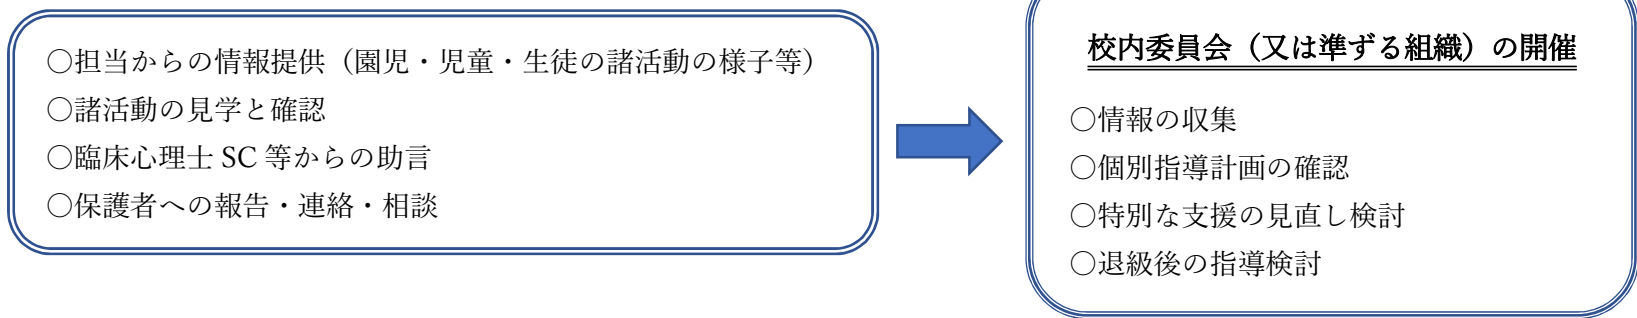 ○担当からの情報提供（園児・児童・生徒の諸活動の様子等）
○諸活動の見学と確認
○臨床心理士 SC 等からの助言
○保護者への報告・連絡・相談
校内委員会（又は準ずる組織）の開催
○情報の収集
○個別指導計画の確認
○特別な支援の見直し検討
○退級後の指導検討